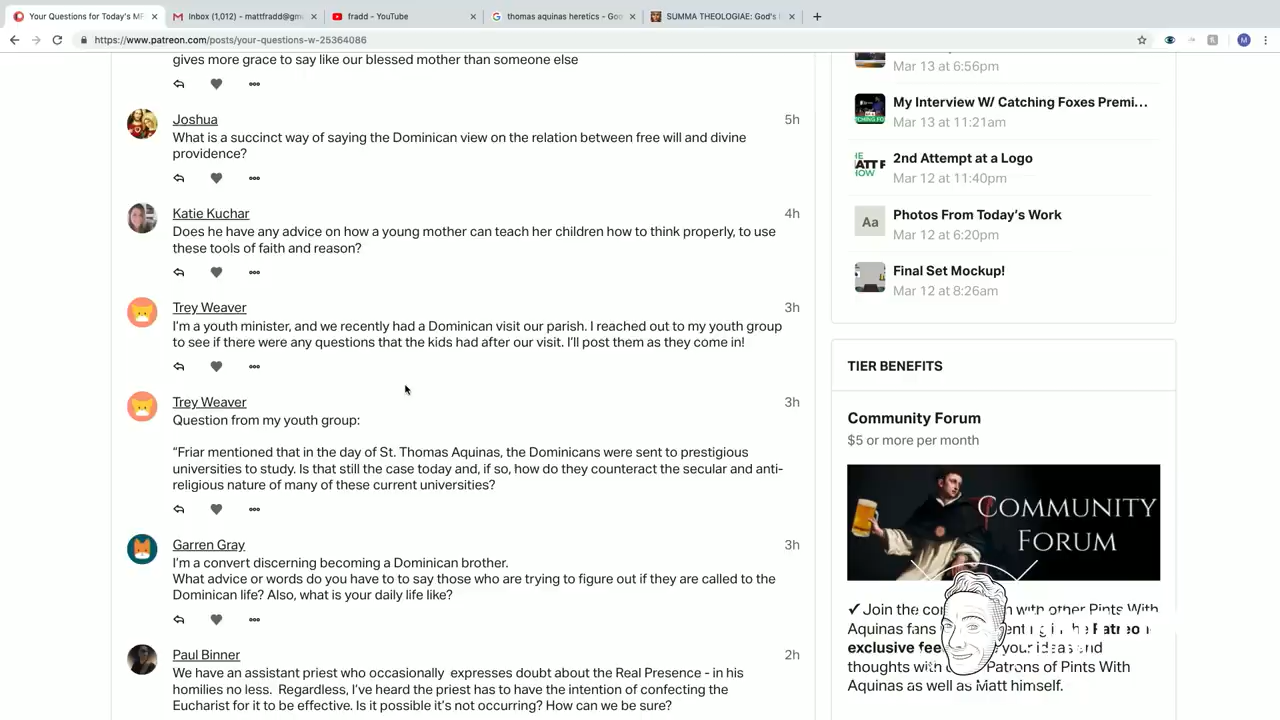 Your Questions for Today's MF
Inbox (1,012) - mattfradd@gm
fradd - YouTube
thomas aquinas heretics - Goo
SUMMA THEOLOGIAE: God's
https://www.patreon.com/posts/your-questions-w-25364086
M
gives more grace to say like our blessed mother than someone else
Joshua
5h
What is a succinct way of saying the Dominican view on the relation between free will and divine
providence?
Katie Kuchar
4h
Does he have any advice on how a young mother can teach her children how to think properly, to use
these tools of faith and reason?
Trey Weaver
3h
I'm a youth minister, and we recently had a Dominican visit our parish. I reached out to my youth group
to see if there were any questions that the kids had after our visit. I'll post them as they come in!
Trey Weaver
3h
Question from my youth group:
“Friar mentioned that in the day of St. Thomas Aquinas, the Dominicans were sent to prestigious
universities to study. Is that still the case today and, if so, how do they counteract the secular and anti-
religious nature of many of these current universities?
Garren Gray
3h
I'm a convert discerning becoming a Dominican brother.
What advice or words do you have to to say those who are trying to figure out if they are called to the
Dominican life? Also, what is your daily life like?
Paul Binner
2h
We have an assistant priest who occasionally  expresses doubt about the Real Presence - in his
homilies no less.  Regardless, I've heard the priest has to have the intention of confecting the
Eucharist for it to be effective. Is it possible it's not occurring? How can we be sure?
Mar 13 at 6:56pm
My Interview W/ Catching Foxes Premi...
Mar 13 at 11:21am
2nd Attempt at a Logo
Mar 12 at 11:40pm
Aa
Photos From Today's Work
Mar 12 at 6:20pm
Final Set Mockup!
Mar 12 at 8:26am
TIER BENEFITS
Community Forum
$5 or more per month
COMMUNITY
FORUM
✓Join the with other Pints With
Aquinas fans
exclusive and
thoughts with Patrons of Pints With
Aquinas as well as Matt himself.